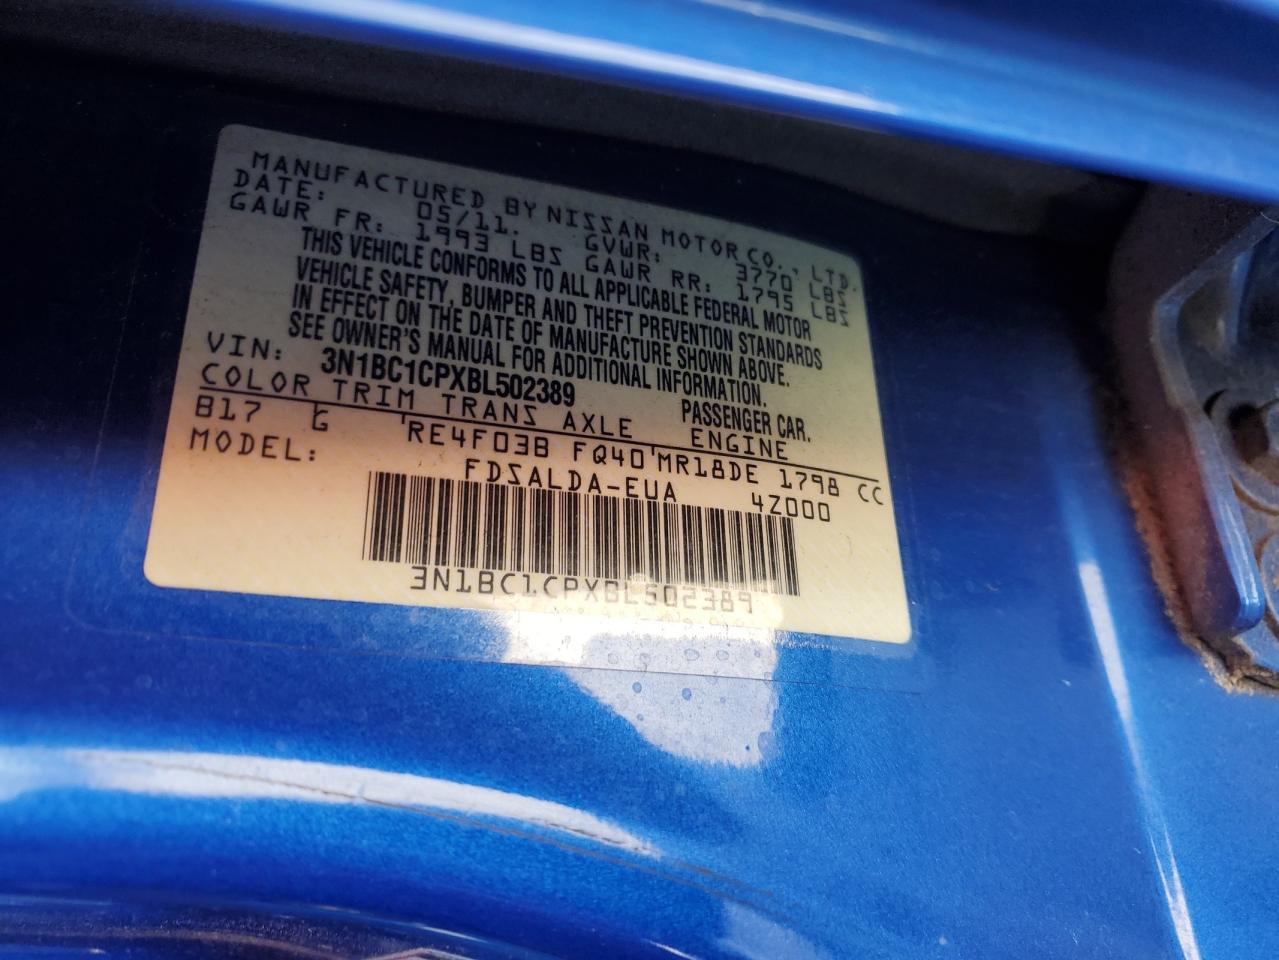 MANUFACTURED BY NISSAN MOTOR CO., LTD.
DATE: 05/11. GVWR: 3770 LBS
GAWR FR: 1993 LBS GAWR RR: 1795 LBS
THIS VEHICLE CONFORMS TO ALL APPLICABLE FEDERAL MOTOR
VEHICLE SAFETY, BUMPER AND THEFT PREVENTION STANDARDS
IN EFFECT ON THE DATE OF MANUFACTURE SHOWN ABOVE.
SEE OWNER'S MANUAL FOR ADDITIONAL INFORMATION.
VIN: 3N1BC1CPXBL502389 PASSENGER CAR.
COLOR TRIM TRANS AXLE ENGINE
B17 G RE4F03B FQ40 MR18DE 1798 CC
MODEL: FDSALDA-EUA 4Z000
3N1BC1CPXBL502389